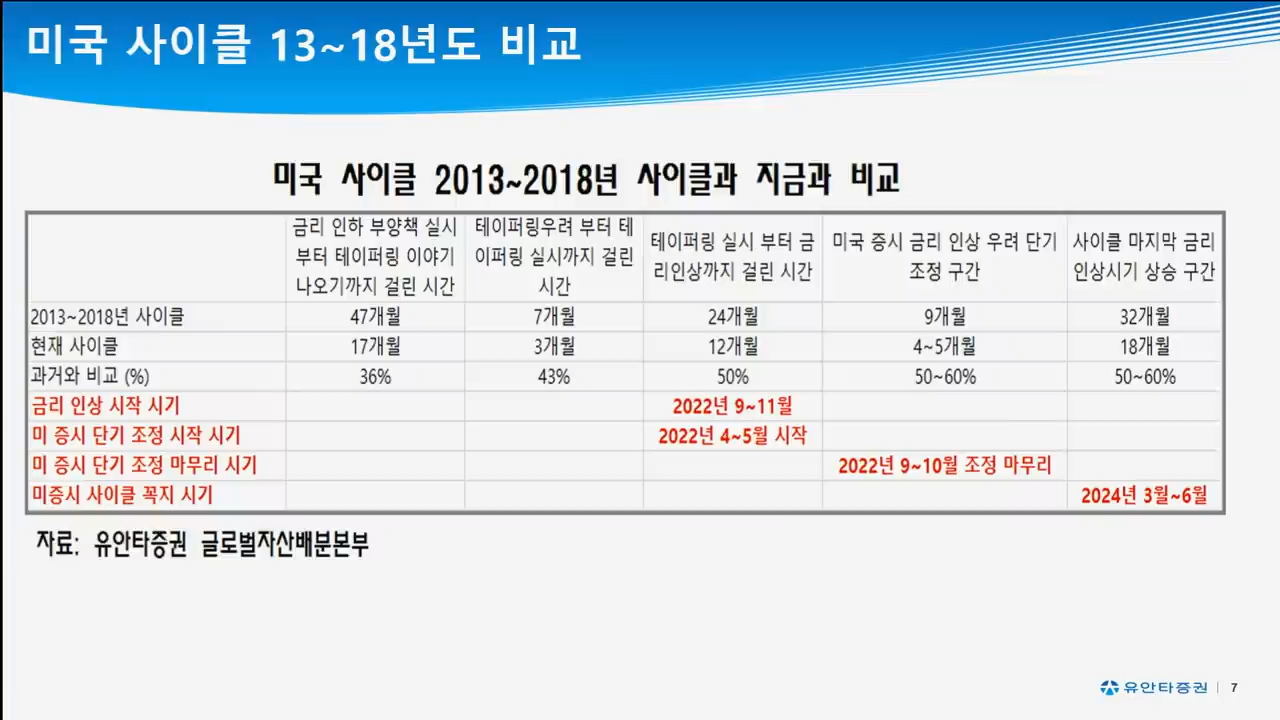 미국 사이클 13~18년도 비교
미국 사이클 2013~2018년 사이클과 지금과 비교
금리 인하 부양책 실시
부터 테이퍼링 이야기
나오기까지 걸린 시간
테이퍼링우려 부터 테
이퍼링 실시까지 걸린
시간
테이퍼링 실시 부터 금
리인상까지 걸린 시간
미국 증시 금리 인상 우려 단기
조정 구간
사이클 마지막 금리
인상시기 상승 구간
2013~2018년 사이클 47개월 7개월 24개월 9개월 32개월
현재 사이클 17개월 3개월 12개월 4~5개월 18개월
과거와 비교 (%) 36% 43% 50% 50~60% 50~60%
금리 인상 시작 시기 2022년 9~11월
미 증시 단기 조정 시작 시기 2022년 4~5월 시작
미 증시 단기 조정 마무리 시기 2022년 9~10월 조정 마무리
미증시 사이클 꼭지 시기 2024년 3월~6월
자료: 유안타증권 글로벌자산배분본부
유안타증권 | 7